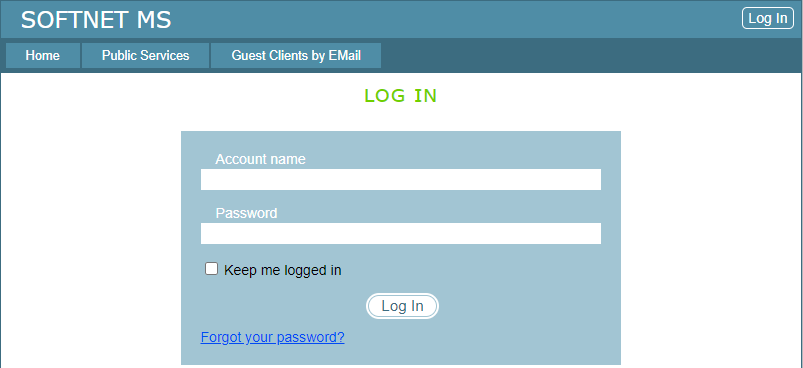 SOFTNET MS
Log In
Home Public Services Guest Clients by EMail
LOG IN
Account name
Password
Keep me logged in
Log In
Forgot your password?